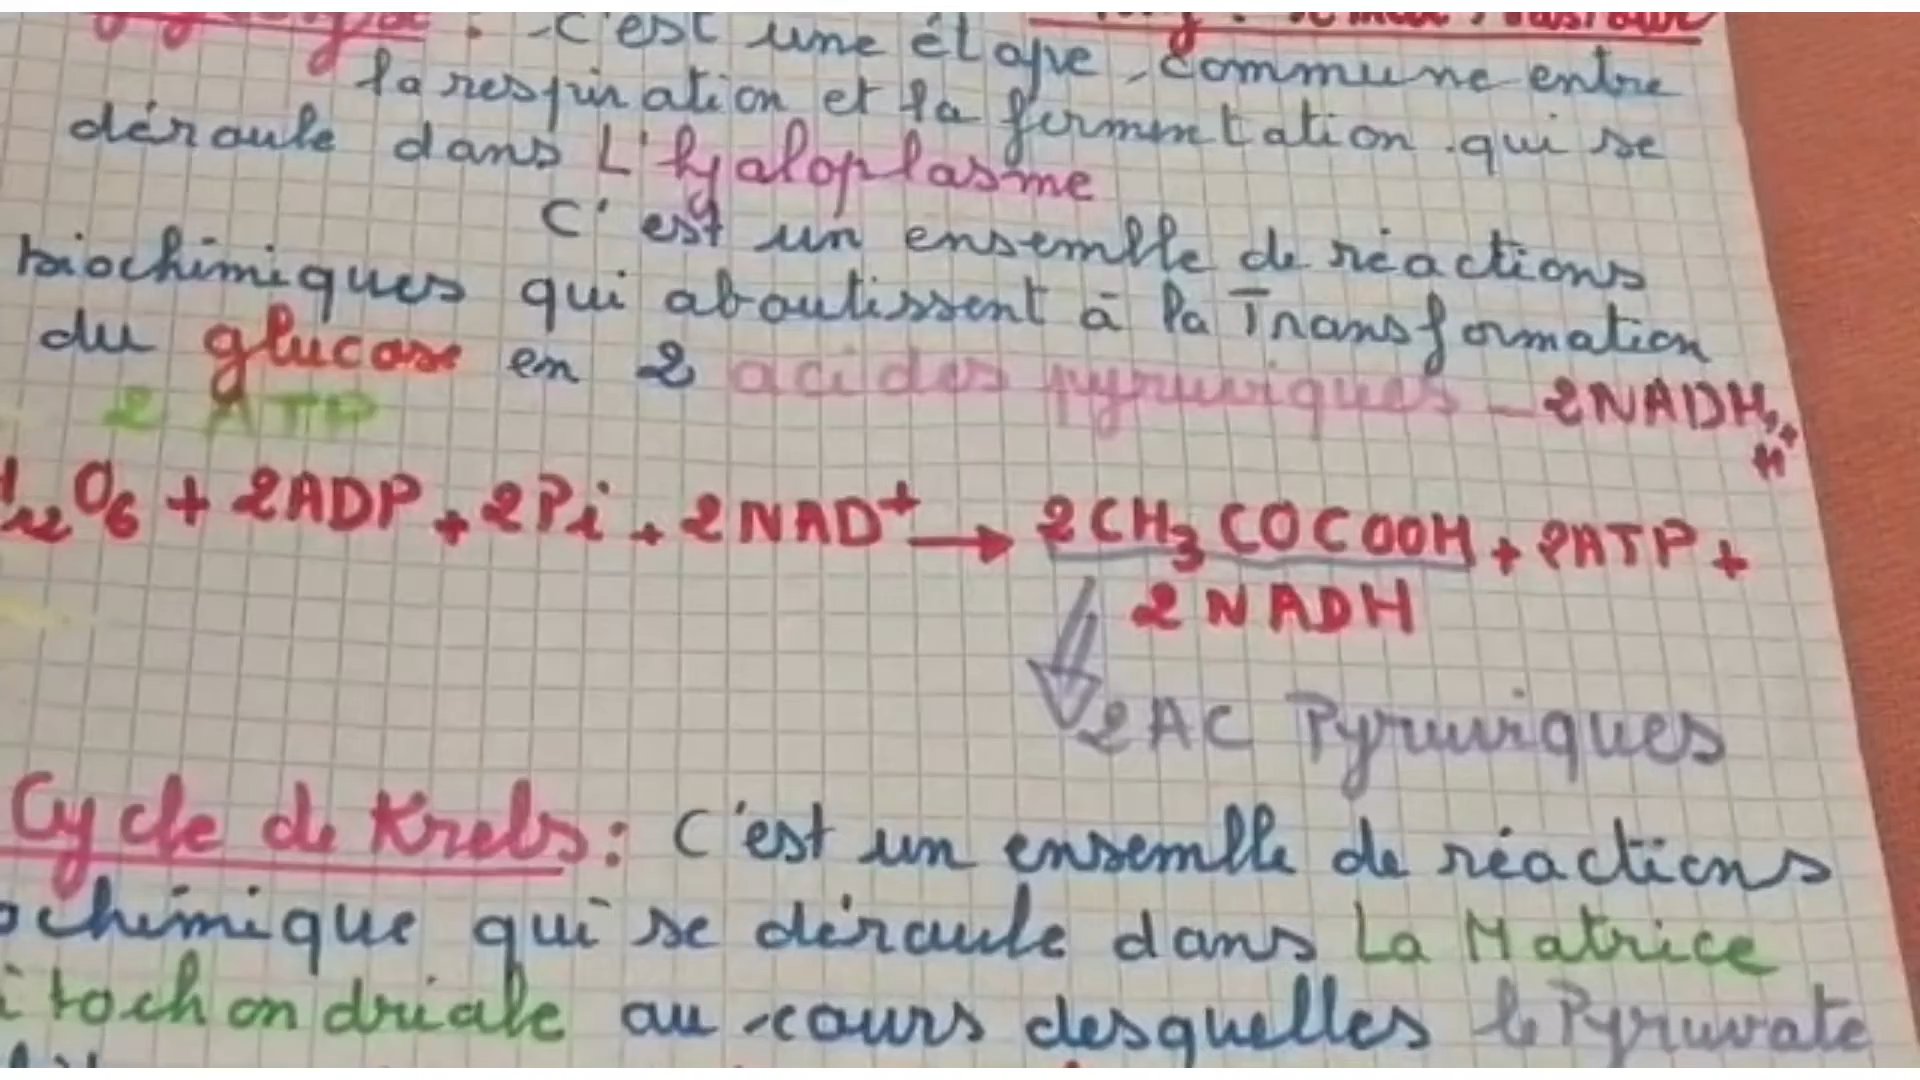 : - C'est une étape commune entre
la respiration et la fermentation qui se
déroule dans L'hyaloplasme
C'est un ensemble de réactions
biochimiques qui aboutissent à la Transformation
du glucose en 2 acides pyruviques - 2NADH,H+
2 ATP
H12O6 + 2ADP + 2Pi + 2NAD+ → 2CH3COCOOH + 2ATP +
2NADH
2AC Pyruviques
Cycle de Krebs : C'est un ensemble de réactions
ochimique qui se déroule dans La Matrice
itochondriale au cours desquelles le Pyruvate